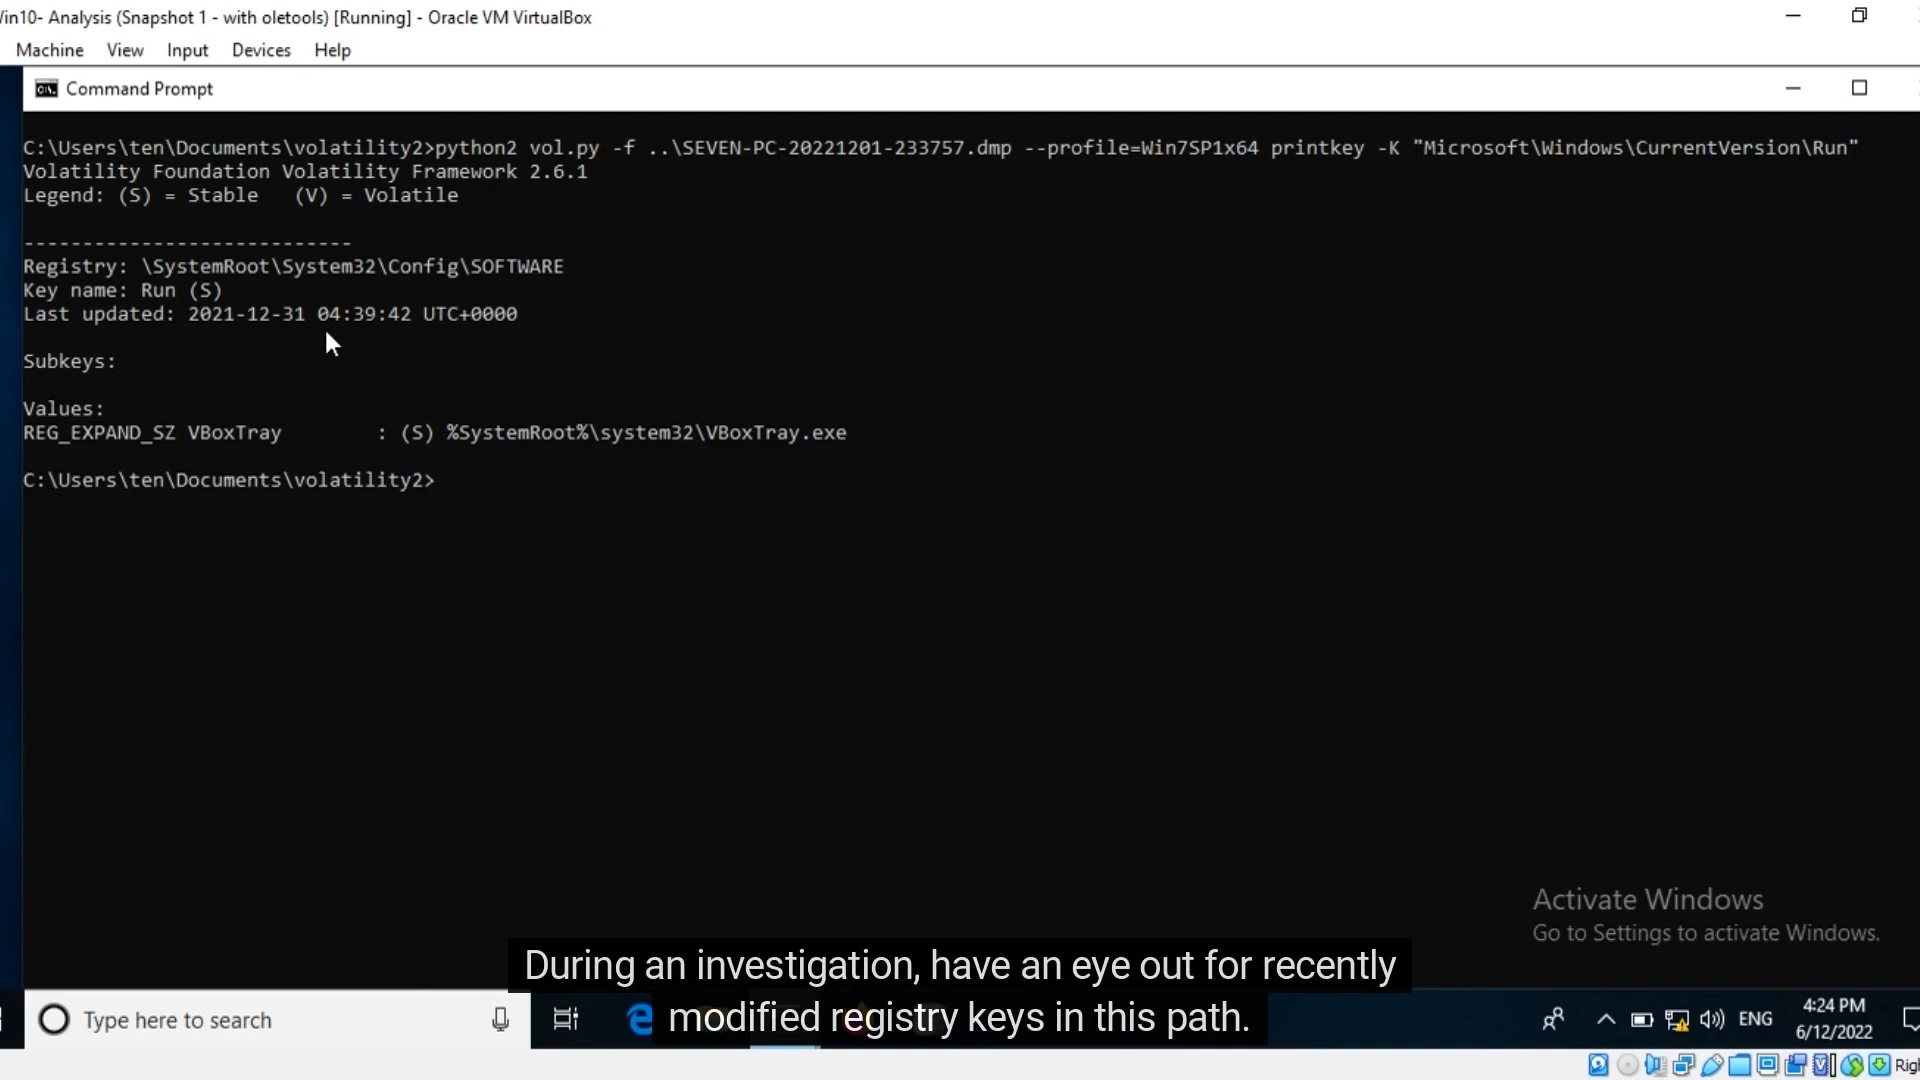 in10- Analysis (Snapshot 1 - with oletools) [Running] - Oracle VM VirtualBox
Machine View Input Devices Help
Command Prompt
C:\Users\ten\Documents\volatility2>python2 vol.py -f ..\SEVEN-PC-20221201-233757.dmp --profile=Win7SP1x64 printkey -K "Microsoft\Windows\CurrentVersion\Run"
Volatility Foundation Volatility Framework 2.6.1
Legend: (S) = Stable   (V) = Volatile
----------------------------
Registry: \SystemRoot\System32\Config\SOFTWARE
Key name: Run (S)
Last updated: 2021-12-31 04:39:42 UTC+0000
Subkeys:
Values:
REG_EXPAND_SZ VBoxTray        : (S) %SystemRoot%\system32\VBoxTray.exe
C:\Users\ten\Documents\volatility2>
Activate Windows
Go to Settings to activate Windows.
During an investigation, have an eye out for recently
modified registry keys in this path.
Type here to search
ENG
4:24 PM
6/12/2022
Rig